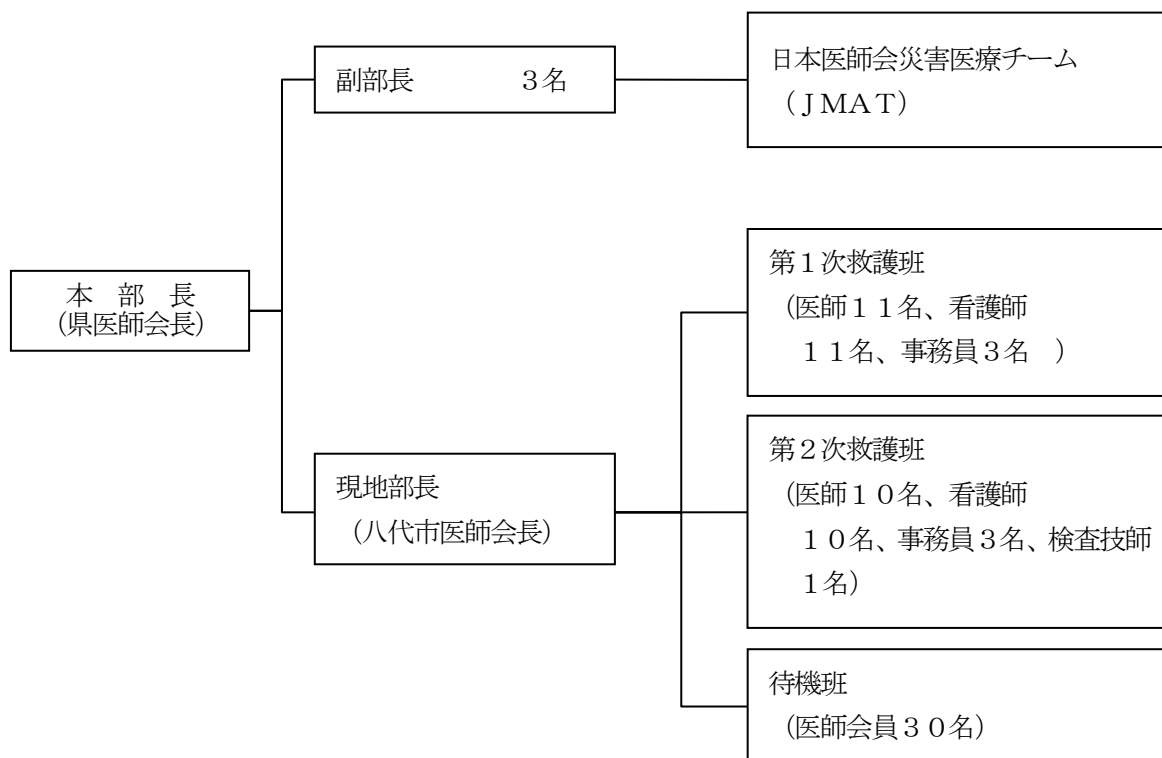 副部長　　　３名
日本医師会災害医療チーム
（ＪＭＡＴ）
本　部　長
(県医師会長)
第１次救護班
（医師１１名、看護師
１１名、事務員３名　）
第２次救護班
（医師１０名、看護師
１０名、事務員３名、検査技師
１名）
現地部長
（八代市医師会長）
待機班
（医師会員３０名）